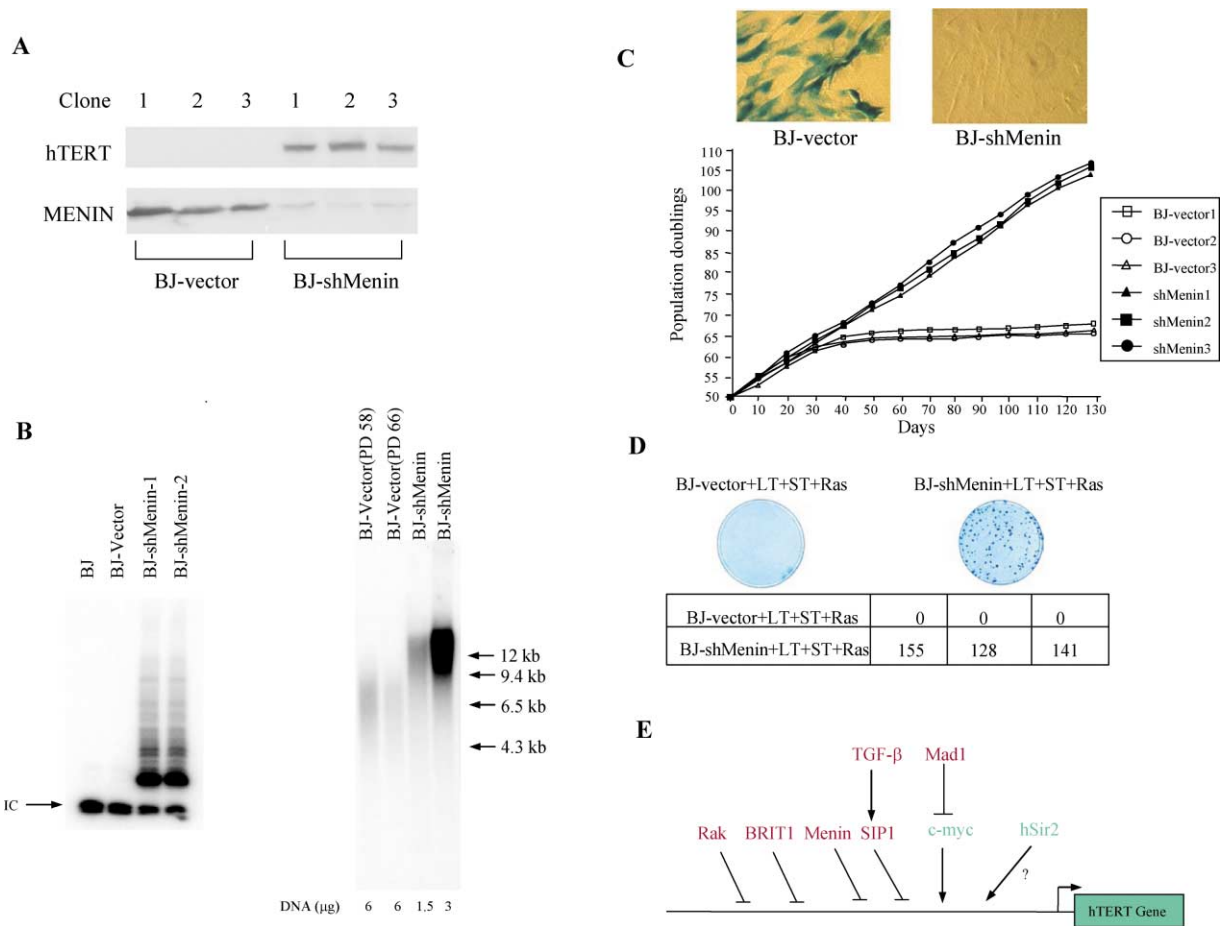 A
Clone 1 2 3 1 2 3
hTERT
MENIN
BJ-vector BJ-shMenin
B
BJ
BJ-Vector
BJ-shMenin-1
BJ-shMenin-2
IC
BJ-Vector(PD 58)
BJ-Vector(PD 66)
BJ-shMenin
BJ-shMenin
12 kb
9.4 kb
6.5 kb
4.3 kb
DNA (μg) 6 6 1.5 3
C
BJ-vector BJ-shMenin
Population doublings
110
105
100
95
90
85
80
75
70
65
60
55
50
0 10 20 30 40 50 60 70 80 90 100 110 120 130
Days
BJ-vector1
BJ-vector2
BJ-vector3
shMenin1
shMenin2
shMenin3
D
BJ-vector+LT+ST+Ras BJ-shMenin+LT+ST+Ras
BJ-vector+LT+ST+Ras 0 0 0
BJ-shMenin+LT+ST+Ras 155 128 141
E
TGF-β Mad1
Rak BRIT1 Menin SIP1 c-myc hSir2
?
hTERT Gene